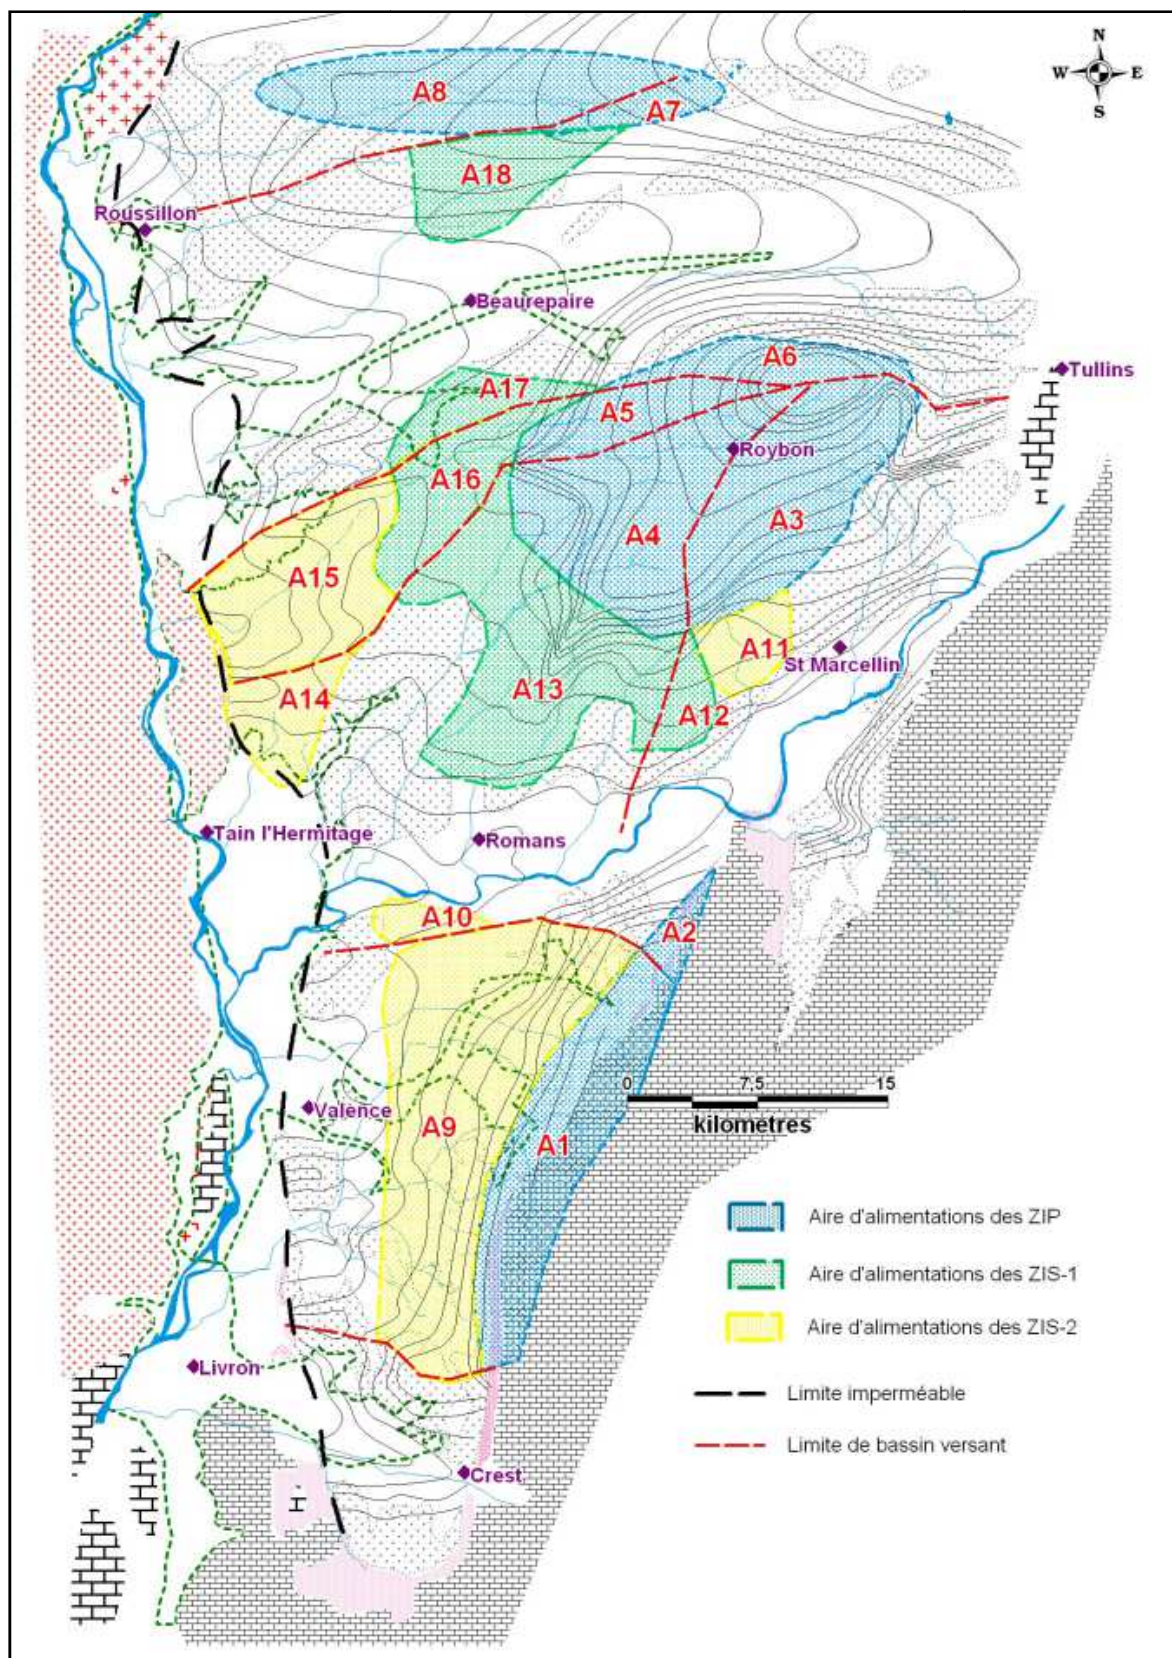 N
W E
S
A8
A7
A18
Roussillon
Beaurepaire
A6
Tullins
A17
A5
Roybon
A16
A3
A4
A15
A11
St Marcellin
A14
A13
A12
Tain l'Hermitage
Romans
A10
A2
0 7,5 15
kilométres
Valence
A9
A1
Aire d'alimentations des ZIP
Aire d'alimentations des ZIS-1
Aire d'alimentations des ZIS-2
Livron
Limite imperméable
Limite de bassin versant
Crest